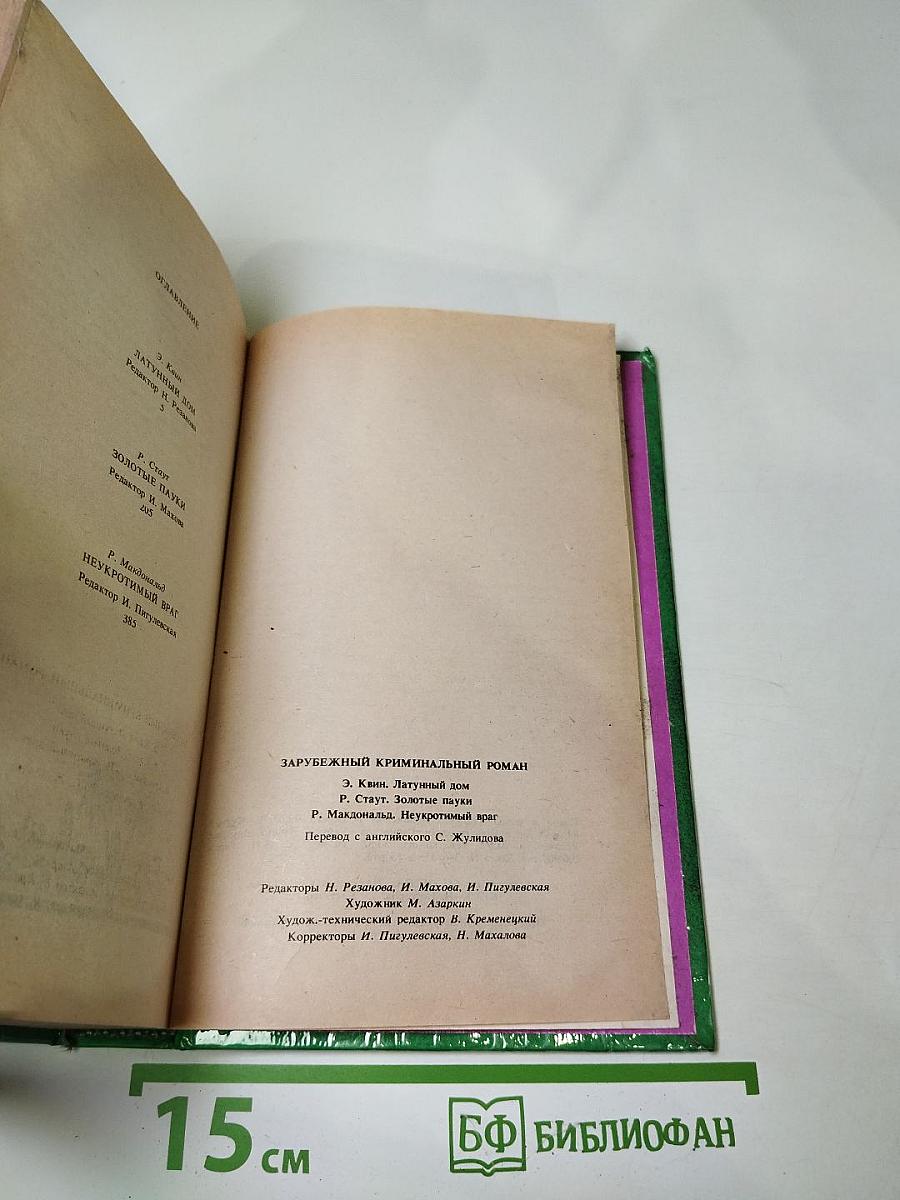 ОГЛАВЛЕНИЕ
Э. Квин
ЛАТУННЫЙ ДОМ
Редактор Н. Резанова
5
Р. Стаут
ЗОЛОТЫЕ ПАУКИ
Редактор И. Махова
205
Р. Макдональд
НЕУКРОТИМЫЙ ВРАГ
Редактор И. Пигулевская
385
ЗАРУБЕЖНЫЙ КРИМИНАЛЬНЫЙ РОМАН
Э. Квин. Латунный дом
Р. Стаут. Золотые пауки
Р. Макдональд. Неукротимый враг
Перевод с английского С. Жулидова
Редакторы Н. Резанова, И. Махова, И. Пигулевская
Художник М. Азаркин
Худож.-технический редактор В. Кременецкий
Корректоры И. Пигулевская, Н. Махалова
15 см
БФ БИБЛИОФАН